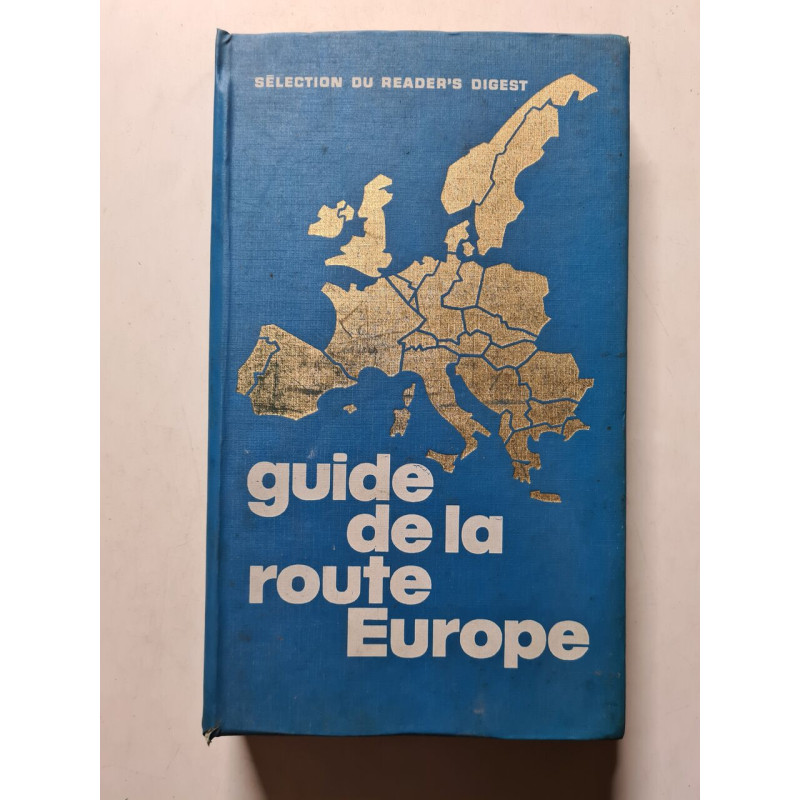 SÉLECTION DU READER'S DIGEST
guide
de la
route
Europe